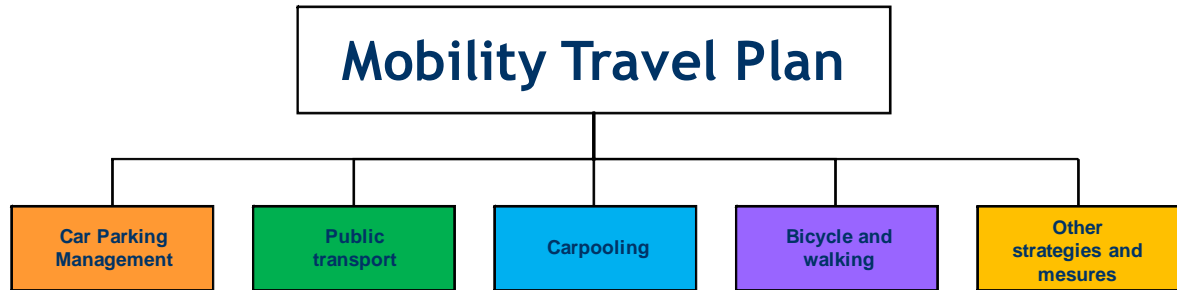 Mobility Travel Plan
Car Parking
Management
Public
transport
Carpooling
Bicycle and
walking
Other
strategies and
mesures